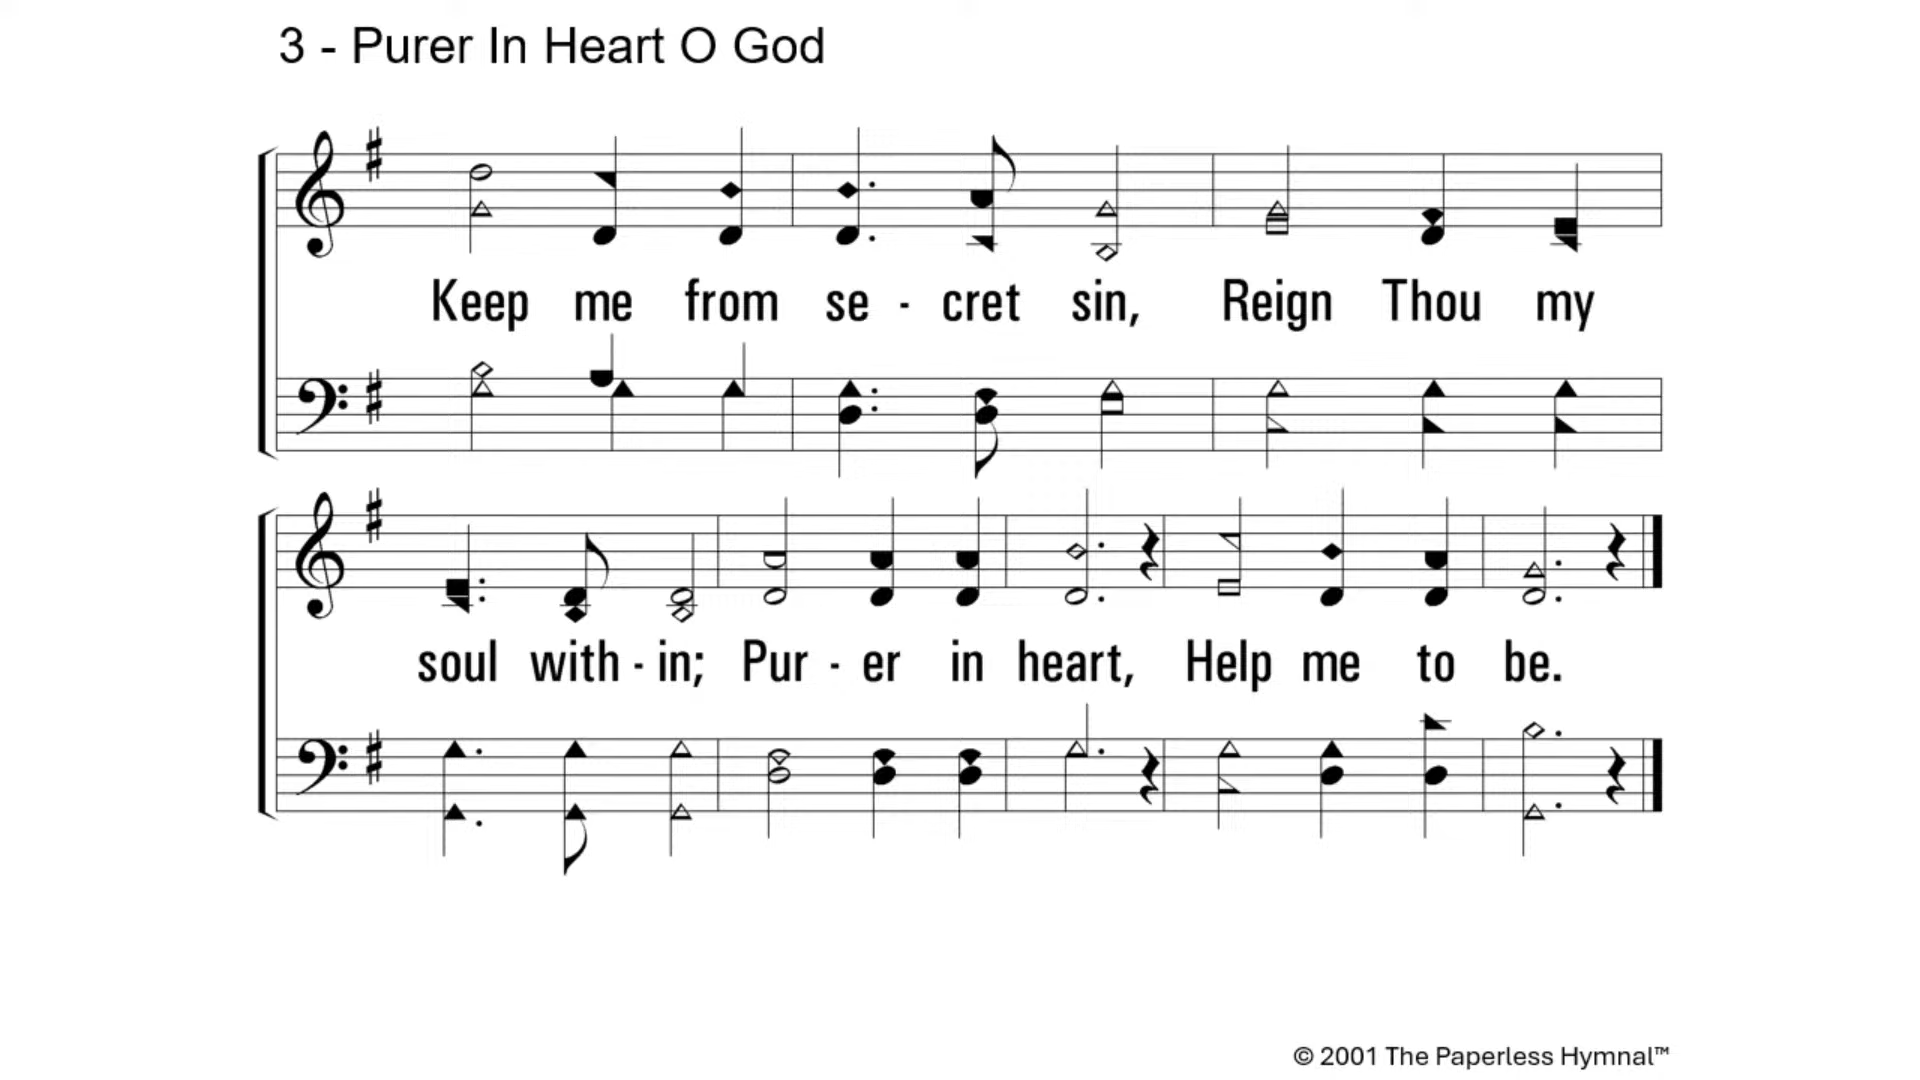 3 - Purer In Heart O God
Keep me from se - cret sin, Reign Thou my
soul with - in; Pur - er in heart, Help me to be.
© 2001 The Paperless Hymnal™